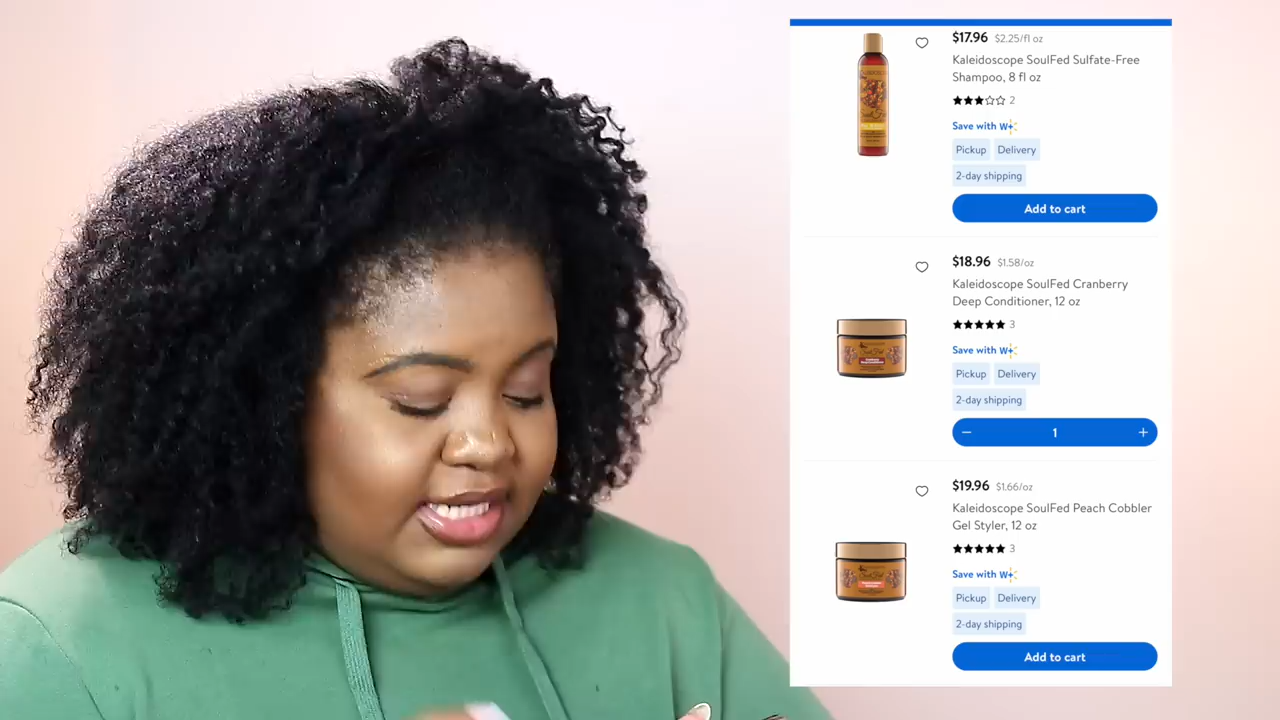 $17.96 $2.25/fl oz
Kaleidoscope SoulFed Sulfate-Free
Shampoo, 8 fl oz
2
Save with W+
Pickup Delivery
2-day shipping
Add to cart
$18.96 $1.58/oz
Kaleidoscope SoulFed Cranberry
Deep Conditioner, 12 oz
3
Save with W+
Pickup Delivery
2-day shipping
− 1 +
$19.96 $1.66/oz
Kaleidoscope SoulFed Peach Cobbler
Gel Styler, 12 oz
3
Save with W+
Pickup Delivery
2-day shipping
Add to cart